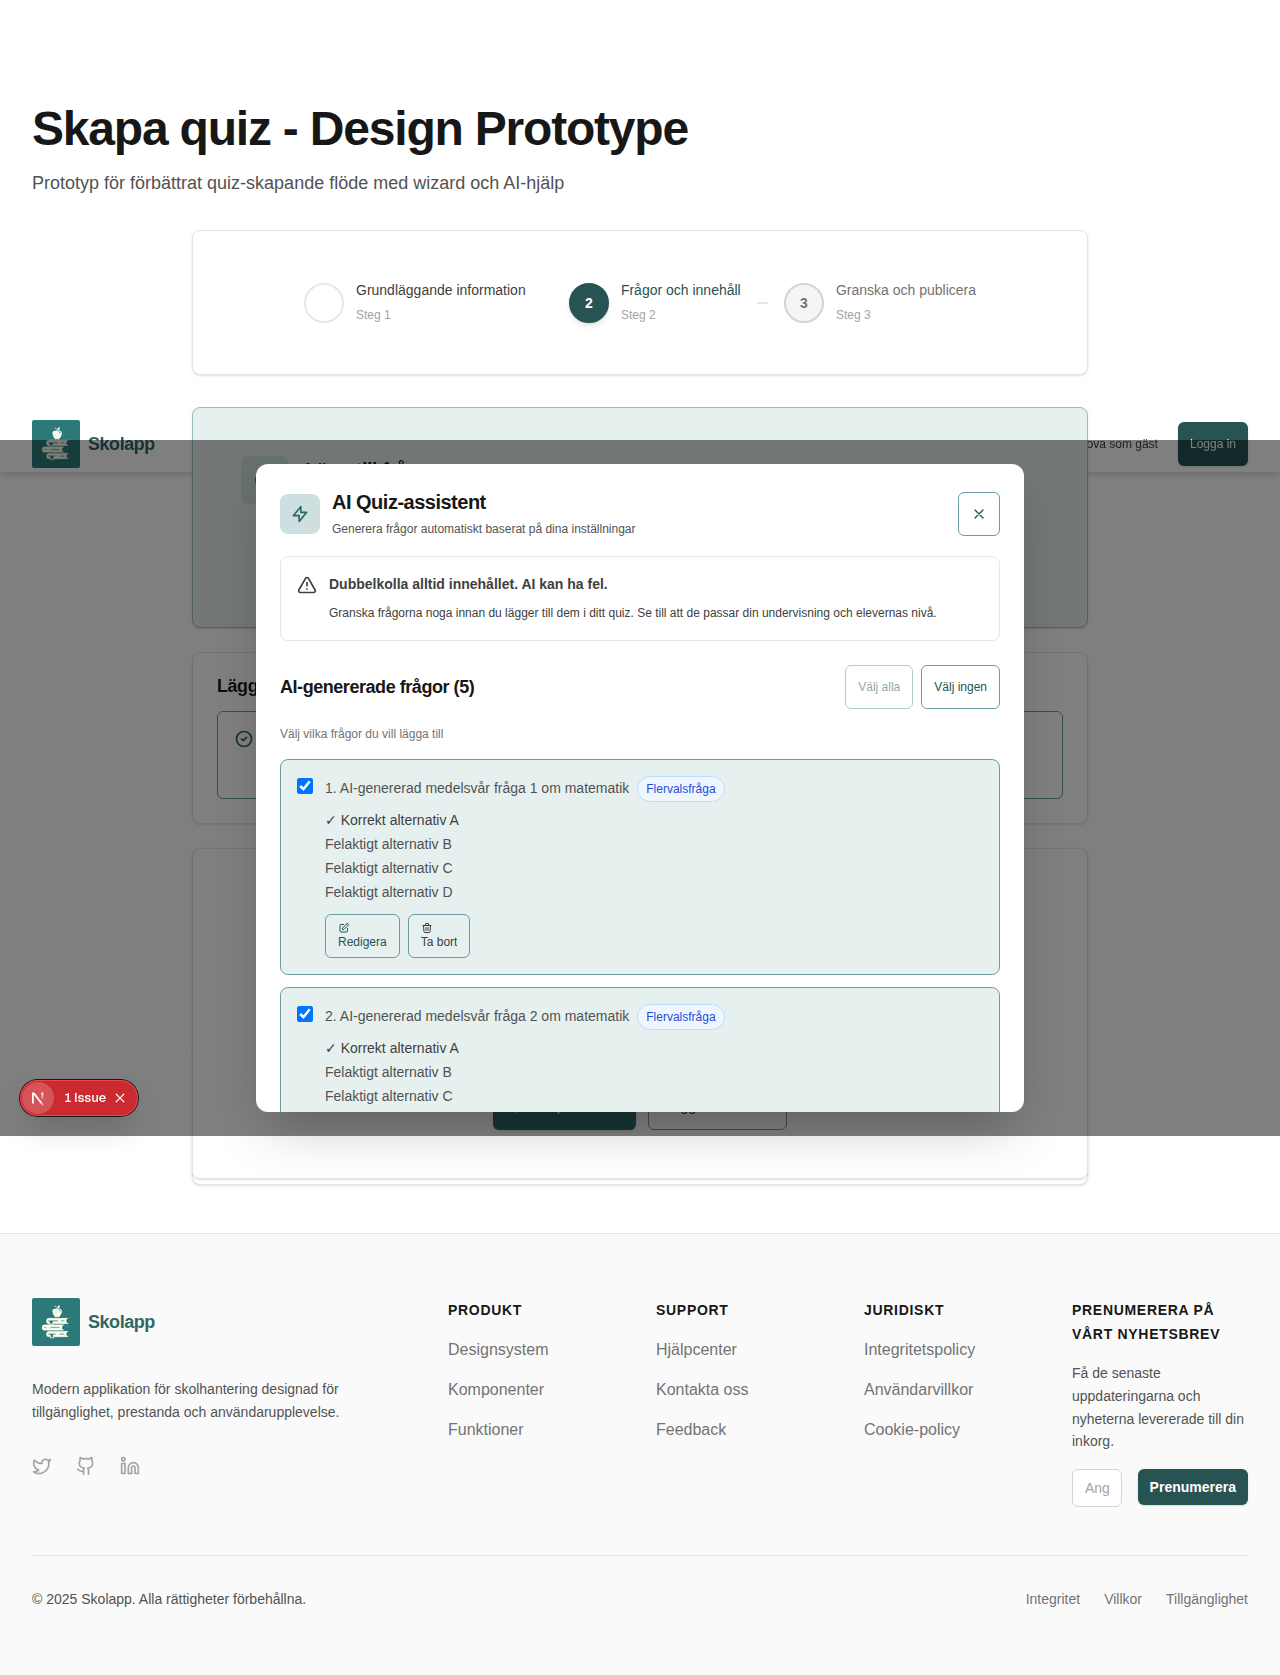 Skapa quiz - Design Prototype
Prototyp för förbättrat quiz-skapande flöde med wizard och AI-hjälp
Grundläggande information
Steg 1
2
Frågor och innehåll
Steg 2
3
Granska och publicera
Steg 3
Skolapp
som gäst
Logga in
AI Quiz-assistent
Generera frågor automatiskt baserat på dina inställningar
Dubbelkolla alltid innehållet. AI kan ha fel.
Granska frågorna noga innan du lägger till dem i ditt quiz. Se till att de passar din undervisning och elevernas nivå.
AI-genererade frågor (5)
Välj alla
Välj ingen
Välj vilka frågor du vill lägga till
1. AI-genererad medelsvår fråga 1 om matematik
Flervalsfråga
✓ Korrekt alternativ A
Felaktigt alternativ B
Felaktigt alternativ C
Felaktigt alternativ D
Redigera
Ta bort
2. AI-genererad medelsvår fråga 2 om matematik
Flervalsfråga
✓ Korrekt alternativ A
Felaktigt alternativ B
Felaktigt alternativ C
1 Issue
Skolapp
Modern applikation för skolhantering designad för
tillgänglighet, prestanda och användarupplevelse.
PRODUKT
Designsystem
Komponenter
Funktioner
SUPPORT
Hjälpcenter
Kontakta oss
Feedback
JURIDISKT
Integritetspolicy
Användarvillkor
Cookie-policy
PRENUMERERA PÅ
VÅRT NYHETSBREV
Få de senaste
uppdateringarna och
nyheterna levererade till din
inkorg.
Ang
Prenumerera
© 2025 Skolapp. Alla rättigheter förbehållna.
Integritet
Villkor
Tillgänglighet